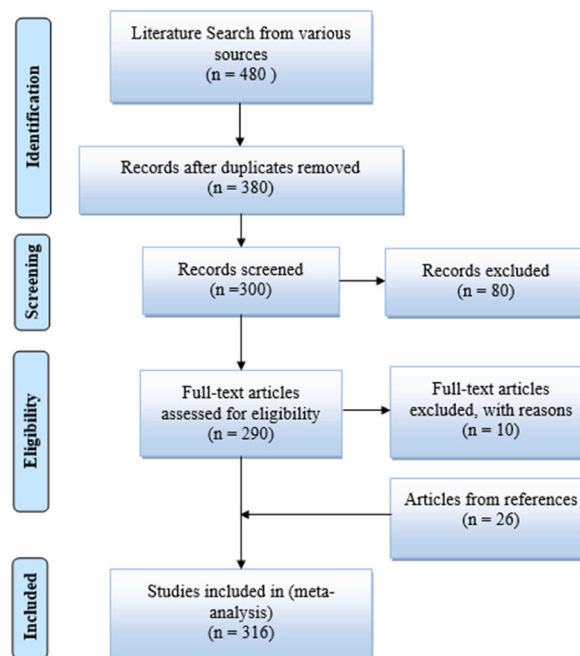 Identification
Literature Search from various
sources
(n = 480 )
Records after duplicates removed
(n = 380)
Screening
Records screened
(n =300)
Records excluded
(n = 80)
Eligibility
Full-text articles
assessed for eligibility
(n = 290)
Full-text articles
excluded, with reasons
(n = 10)
Articles from references
(n = 26)
Included
Studies included in (meta-
analysis)
(n = 316)